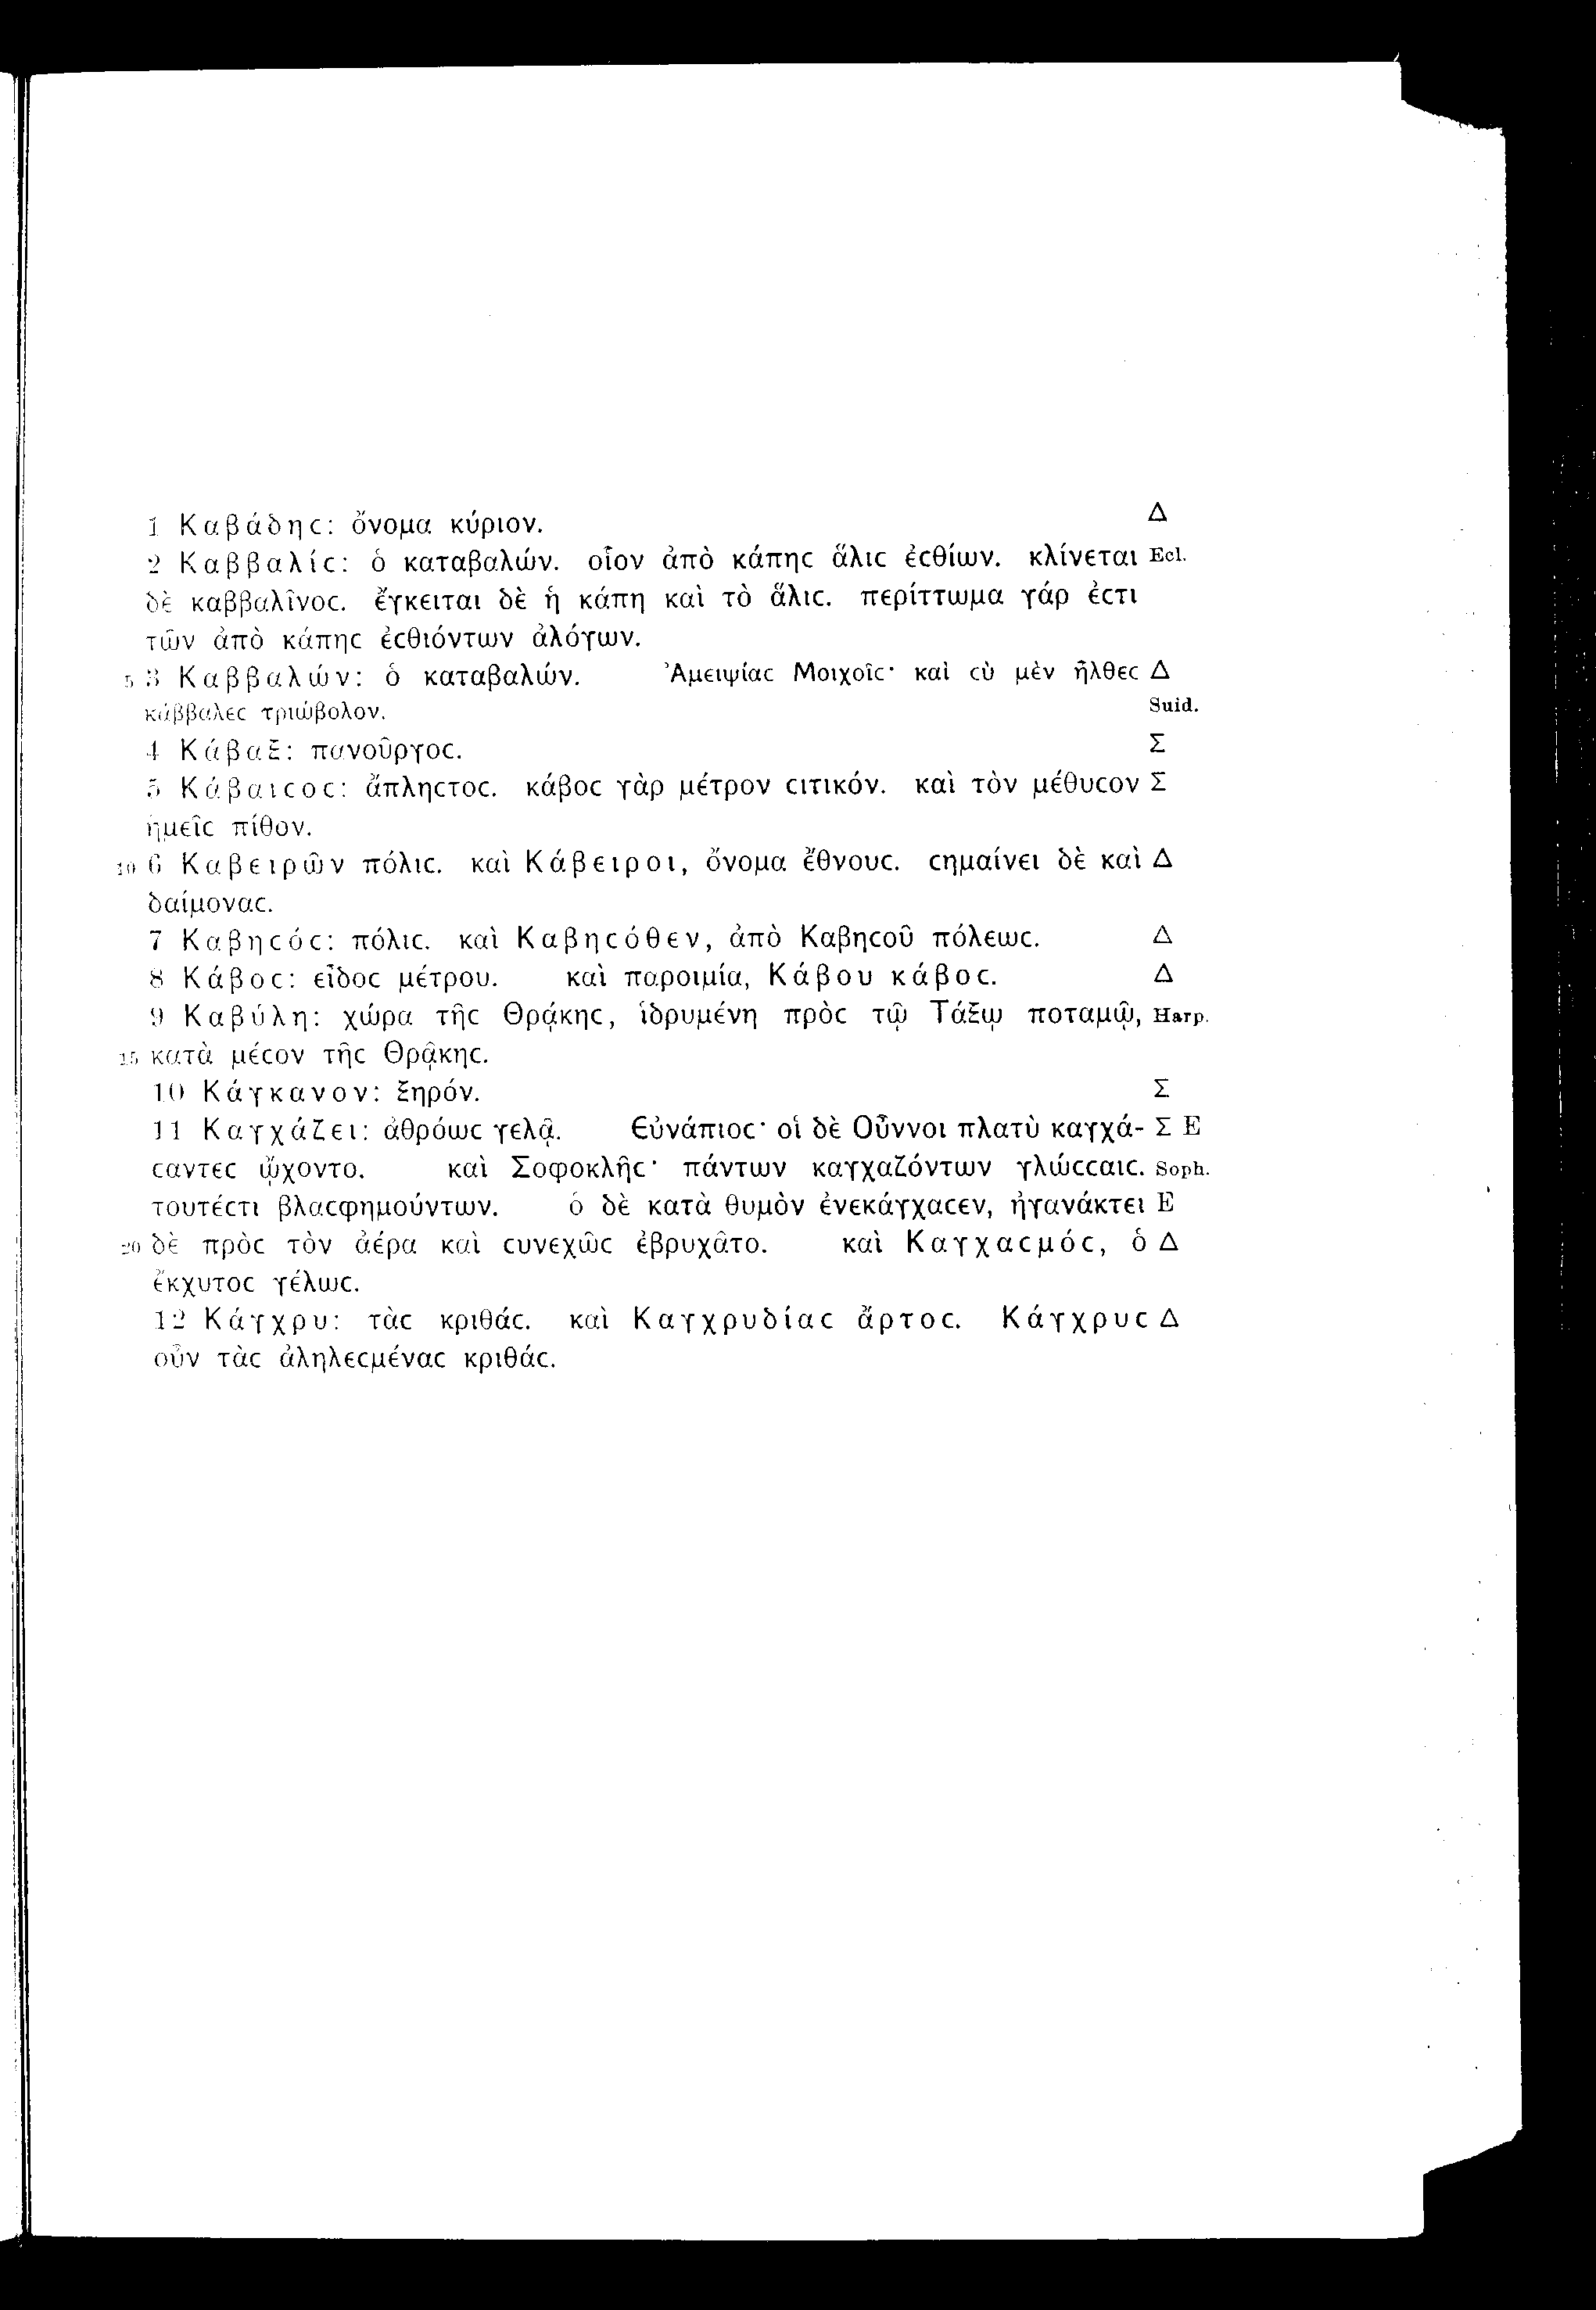 1 Καβάδηϲ: ὄνομα κύριον. Δ
2 Καββαλίϲ: ὁ καταβαλών. οἷον ἀπὸ κάπηϲ ἅλιϲ ἐϲθίων. κλίνεται Ecl.
δὲ καββαλῖνοϲ. ἔγκειται δὲ ἡ κάπη καὶ τὸ ἅλιϲ. περίττωμα γάρ ἐϲτι
τῶν ἀπὸ κάπηϲ ἐϲθιόντων ἀλόγων.
5 3 Καββαλών: ὁ καταβαλών. Ἀμειψίαϲ Μοιχοῖϲ· καὶ ϲὺ μὲν ἦλθεϲ Δ
κάββαλεϲ τριώβολον. Suid.
4 Κάβαξ: πανοῦργοϲ. Σ
5 Κάβαιϲοϲ: ἄπληϲτοϲ. κάβοϲ γὰρ μέτρον ϲιτικόν. καὶ τὸν μέθυϲον Σ
ἡμεῖϲ πίθον.
10 6 Καβειρῶν πόλιϲ. καὶ Κάβειροι, ὄνομα ἔθνουϲ. ϲημαίνει δὲ καὶ Δ
δαίμοναϲ.
7 Καβηϲόϲ: πόλιϲ. καὶ Καβηϲόθεν, ἀπὸ Καβηϲοῦ πόλεωϲ. Δ
8 Κάβοϲ: εἶδοϲ μέτρου. καὶ παροιμία, Κάβου κάβοϲ. Δ
9 Καβύλη: χώρα τῆϲ Θρᾴκηϲ, ἱδρυμένη πρὸϲ τῷ Τάξῳ ποταμῷ, Harp.
15 κατὰ μέϲον τῆϲ Θρᾴκηϲ.
10 Κάγκανον: ξηρόν. Σ
11 Καγχάζει: ἀθρόωϲ γελᾷ. Εὐνάπιοϲ· οἱ δὲ Οὖννοι πλατὺ καγχά- Σ E
ϲαντεϲ ᾤχοντο. καὶ Σοφοκλῆϲ· πάντων καγχαζόντων γλώϲϲαιϲ. Soph.
τουτέϲτι βλαϲφημούντων. ὁ δὲ κατὰ θυμὸν ἐνεκάγχαϲεν, ἠγανάκτει E
20 δὲ πρὸϲ τὸν ἀέρα καὶ ϲυνεχῶϲ ἐβρυχᾶτο. καὶ Καγχαϲμόϲ, ὁ Δ
ἔκχυτοϲ γέλωϲ.
12 Κάγχρυ: τὰϲ κριθάϲ. καὶ Καγχρυδίαϲ ἄρτοϲ. Κάγχρυϲ Δ
οὖν τὰϲ ἀληλεϲμέναϲ κριθάϲ.